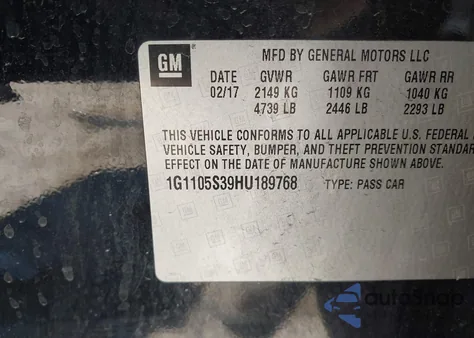 GM
MFD BY GENERAL MOTORS LLC
DATE GVWR GAWR FRT GAWR RR
02/17 2149 KG 1109 KG 1040 KG
4739 LB 2446 LB 2293 LB
THIS VEHICLE CONFORMS TO ALL APPLICABLE U.S. FEDERAL
VEHICLE SAFETY, BUMPER, AND THEFT PREVENTION STANDAR
EFFECT ON THE DATE OF MANUFACTURE SHOWN ABOVE.
1G1105S39HU189768 TYPE: PASS CAR
autoSnap